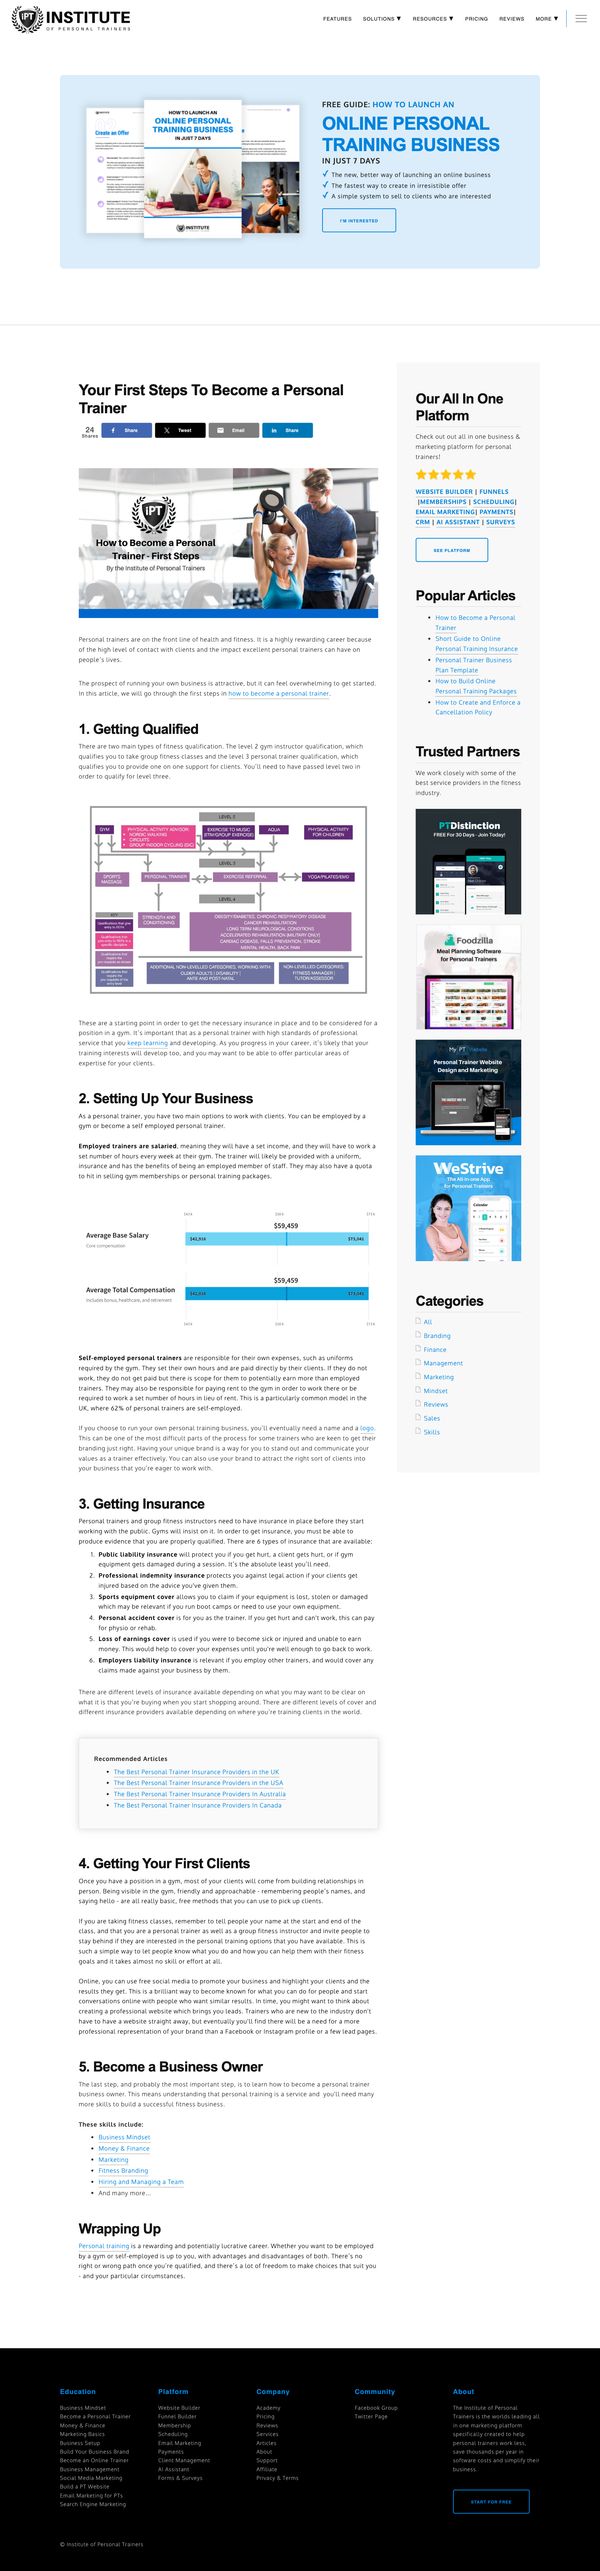 IPT INSTITUTE
OF PERSONAL TRAINERS
FEATURES SOLUTIONS ▼ RESOURCES ▼ PRICING REVIEWS MORE ▼
HOW TO LAUNCH AN
ONLINE PERSONAL
TRAINING BUSINESS
IN JUST 7 DAYS
Create an Offer
INSTITUTE
FREE GUIDE: HOW TO LAUNCH AN
ONLINE PERSONAL
TRAINING BUSINESS
IN JUST 7 DAYS
✓ The new, better way of launching an online business
✓ The fastest way to create in irresistible offer
✓ A simple system to sell to clients who are interested
I'M INTERESTED
Your First Steps To Become a Personal
Trainer
24
Shares
Share
Tweet
Email
Share
IPT
How to Become a Personal
Trainer - First Steps
By the Institute of Personal Trainers
Personal trainers are on the front line of health and fitness. It is a highly rewarding career because
of the high level of contact with clients and the impact excellent personal trainers can have on
people's lives.
The prospect of running your own business is attractive, but it can feel overwhelming to get started.
In this article, we will go through the first steps in how to become a personal trainer.
1. Getting Qualified
There are two main types of fitness qualification. The level 2 gym instructor qualification, which
qualifies you to take group fitness classes and the level 3 personal trainer qualification, which
qualifies you to provide one on one support for clients. You'll need to have passed level two in
order to qualify for level three.
LEVEL 2
GYM
PHYSICAL ACTIVITY ADVISOR
• NORDIC WALKING
• CIRCUITS
• GROUP INDOOR CYCLING (GIC)
EXERCISE TO MUSIC
(ETM/GROUP EXERCISE)
AQUA
PHYSICAL ACTIVITY
FOR CHILDREN
LEVEL 3
SPORTS
MASSAGE
PERSONAL TRAINER
EXERCISE REFERRAL
YOGA/PILATES/EMD
LEVEL 4
KEY
STRENGTH AND
CONDITIONING
OBESITY/DIABETES, CHRONIC RESPIRATORY DISEASE
CANCER REHABILITATION
LONG TERM NEUROLOGICAL CONDITIONS
ACCELERATED REHABILITATION (MILITARY ONLY)
CARDIAC DISEASE, FALLS PREVENTION, STROKE
MENTAL HEALTH, BACK PAIN
ADDITIONAL NON-LEVELLED CATEGORIES, WORKING WITH:
OLDER ADULTS | DISABILITY |
ANTE AND POST-NATAL
NON-LEVELLED CATEGORIES:
FITNESS |
TUTOR/ASSESSOR
These are a starting point in order to get the necessary insurance in place and to be considered for a
position in a gym. It's important that as a personal trainer with high standards of professional
service that you keep learning and developing. As you progress in your career, it's likely that your
training interests will develop too, and you may want to be able to offer particular areas of
expertise for your clients.
2. Setting Up Your Business
As a personal trainer, you have two main options to work with clients. You can be employed by a
gym or become a self employed personal trainer.
Employed trainers are salaried, meaning they will have a set income, and they will have to work a
set number of hours every week at their gym. The trainer will likely be provided with a uniform,
insurance and has the benefits of being an employed member of staff. They may also have a quota
to hit in selling gym memberships or personal training packages.
$59,459
Average Base Salary
Core compensation
$42,916 $73,041
$59,459
Average Total Compensation
Includes bonus, healthcare, and retirement
$42,916 $73,041
Self-employed personal trainers are responsible for their own expenses, such as uniforms
required by the gym. They set their own hours and are paid directly by their clients. If they do not
work, they do not get paid but there is scope for them to potentially earn more than employed
trainers. They may also be responsible for paying rent to the gym in order to work there or be
required to work a set number of hours in lieu of rent. This is a particularly common model in the
UK, where 62% of personal trainers are self-employed.
If you choose to run your own personal training business, you'll eventually need a name and a logo.
This can be one of the most difficult parts of the process for some trainers who are keen to get their
branding just right. Having your unique brand is a way for you to stand out and communicate your
values as a trainer effectively. You can also use your brand to attract the right sort of clients into
your business that you're eager to work with.
3. Getting Insurance
Personal trainers and group fitness instructors need to have insurance in place before they start
working with the public. Gyms will insist on it. In order to get insurance, you must be able to
produce evidence that you are properly qualified. There are 6 types of insurance that are available:
1. Public liability insurance will protect you if you get hurt, a client gets hurt, or if gym
equipment gets damaged during a session. It's the absolute least you'll need.
2. Professional indemnity insurance protects you against legal action if your clients get
injured based on the advice you've given them.
3. Sports equipment cover allows you to claim if your equipment is lost, stolen or damaged
which may be relevant if you run boot camps or need to use your own equipment.
4. Personal accident cover is for you as the trainer. If you get hurt and can't work, this can pay
for physio or rehab.
5. Loss of earnings cover is used if you were to become sick or injured and unable to earn
money. This would help to cover your expenses until you're well enough to go back to work.
6. Employers liability insurance is relevant if you employ other trainers, and would cover any
claims made against your business by them.
There are different levels of insurance available depending on what you may want to be clear on
what it is that you're buying when you start shopping around. There are different levels of cover and
different insurance providers available depending on where you're training clients in the world.
Recommended Articles
• The Best Personal Trainer Insurance Providers in the UK
• The Best Personal Trainer Insurance Providers in the USA
• The Best Personal Trainer Insurance Providers In Australia
• The Best Personal Trainer Insurance Providers In Canada
4. Getting Your First Clients
Once you have a position in a gym, most of your clients will come from building relationships in
person. Being visible in the gym, friendly and approachable - remembering people's names, and
saying hello - are all really basic, free methods that you can use to pick up clients.
If you are taking fitness classes, remember to tell people your name at the start and end of the
class, and that you are a personal trainer as well as a group fitness instructor and invite people to
stay behind if they are interested in the personal training options that you have available. This is
such a simple way to let people know what you do and how you can help them with their fitness
goals and it takes almost no skill or effort at all.
Online, you can use free social media to promote your business and highlight your clients and the
results they get. This is a brilliant way to become known for what you can do for people and start
conversations online with people who want similar results. In time, you might want to think about
creating a professional website which brings you leads. Trainers who are new to the industry don't
have to have a website straight away, but eventually you'll find there will be a need for a more
professional representation of your brand than a Facebook or Instagram profile or a few lead pages.
5. Become a Business Owner
The last step, and probably the most important step, is to learn how to become a personal trainer
business owner. This means understanding that personal training is a service and you'll need many
more skills to build a successful fitness business.
These skills include:
• Business Mindset
• Money & Finance
• Marketing
• Fitness Branding
• Hiring and Managing a Team
• And many more...
Wrapping Up
Personal training is a rewarding and potentially lucrative career. Whether you want to be employed
by a gym or self-employed is up to you, with advantages and disadvantages of both. There's no
right or wrong path once you're qualified, and there's a lot of freedom to make choices that suit you
- and your particular circumstances.
Our All In One
Platform
Check out out all in one business &
marketing platform for personal
trainers!
WEBSITE BUILDER | FUNNELS
|MEMBERSHIPS | SCHEDULING|
EMAIL MARKETING| PAYMENTS|
CRM | AI ASSISTANT | SURVEYS
SEE PLATFORM
Popular Articles
• How to Become a Personal
Trainer
• Short Guide to Online
Personal Training Insurance
• Personal Trainer Business
Plan Template
• How to Build Online
Personal Training Packages
• How to Create and Enforce a
Cancellation Policy
Trusted Partners
We work closely with some of the
best service providers in the fitness
industry.
PTDistinction
FREE For 30 Days - Join Today!
Foodzilla
Meal Planning Software
for Personal Trainers
My PT Website
Personal Trainer Website
Design and Marketing
WeStrive
The All-in-one App
for Personal Trainers
Calendar
Categories
All
Branding
Finance
Management
Marketing
Mindset
Reviews
Sales
Skills
Education
Business Mindset
Become a Personal Trainer
Money & Finance
Marketing Basics
Business Setup
Build Your Business Brand
Become an Online Trainer
Business Management
Social Media Marketing
Build a PT Website
Email Marketing for PTs
Search Engine Marketing
Platform
Website Builder
Funnel Builder
Membership
Scheduling
Email Marketing
Payments
Client Management
AI Assistant
Forms & Surveys
Company
Academy
Pricing
Reviews
Services
Articles
About
Support
Affiliate
Privacy & Terms
Community
Facebook Group
Twitter Page
About
The Institute of Personal
Trainers is the worlds leading all
in one marketing platform
specifically created to help
personal trainers work less,
save thousands per year in
software costs and simplify their
business.
START FOR FREE
© Institute of Personal Trainers